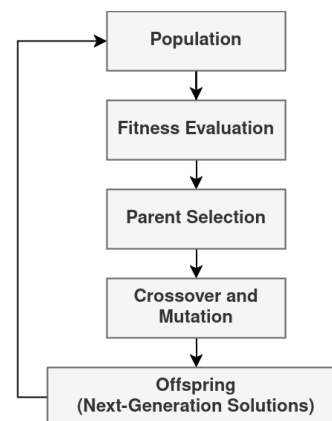 Population
Fitness Evaluation
Parent Selection
Crossover and
Mutation
Offspring
(Next-Generation Solutions)